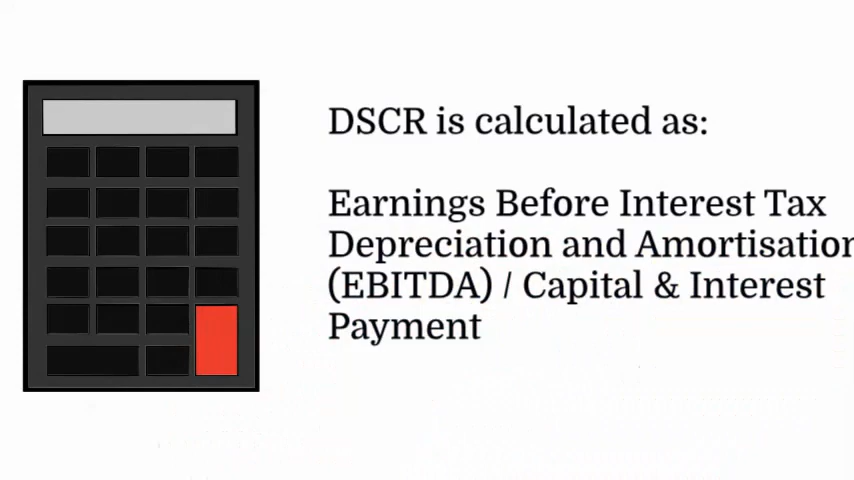 DSCR is calculated as:
Earnings Before Interest Tax
Depreciation and Amortisation
(EBITDA) / Capital & Interest
Payment